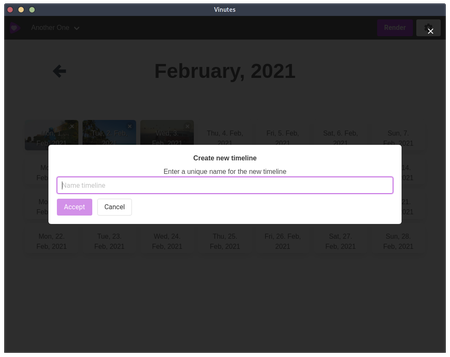 Vinutes
Another One
Render
February, 2021
Thu, 4. Feb,
2021
Fri, 5. Feb,
2021
Sat, 6. Feb,
2021
Sun, 7.
Feb, 2021
Create new timeline
Enter a unique name for the new timeline
Name timeline
Accept
Cancel
Mon, 22.
Feb, 2021
Tue, 23.
Feb, 2021
Wed, 24.
Feb, 2021
Thu, 25.
Feb, 2021
Fri, 26. Feb,
2021
Sat, 27.
Feb, 2021
Sun, 28.
Feb, 2021